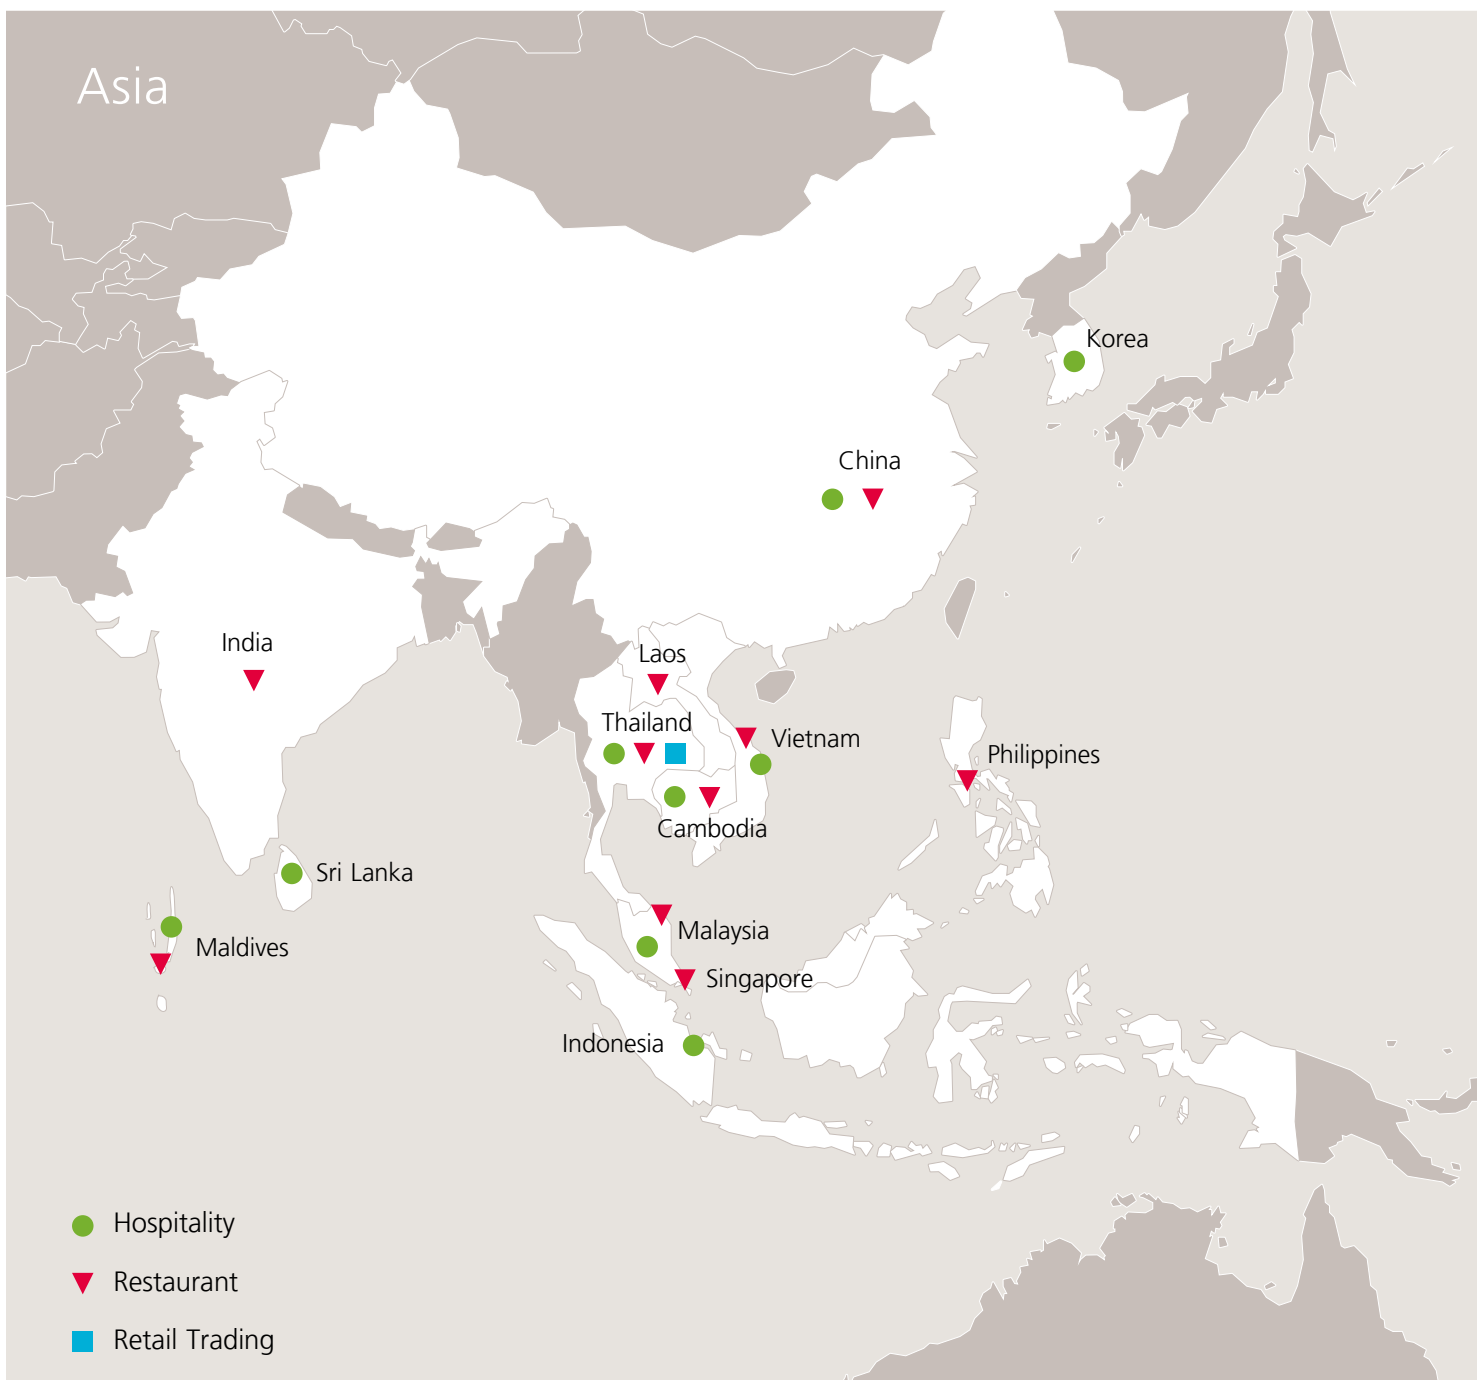 Asia
Korea
China
India
Laos
Thailand
Vietnam
Philippines
Cambodia
Sri Lanka
Malaysia
Maldives
Singapore
Indonesia
Hospitality
Restaurant
Retail Trading